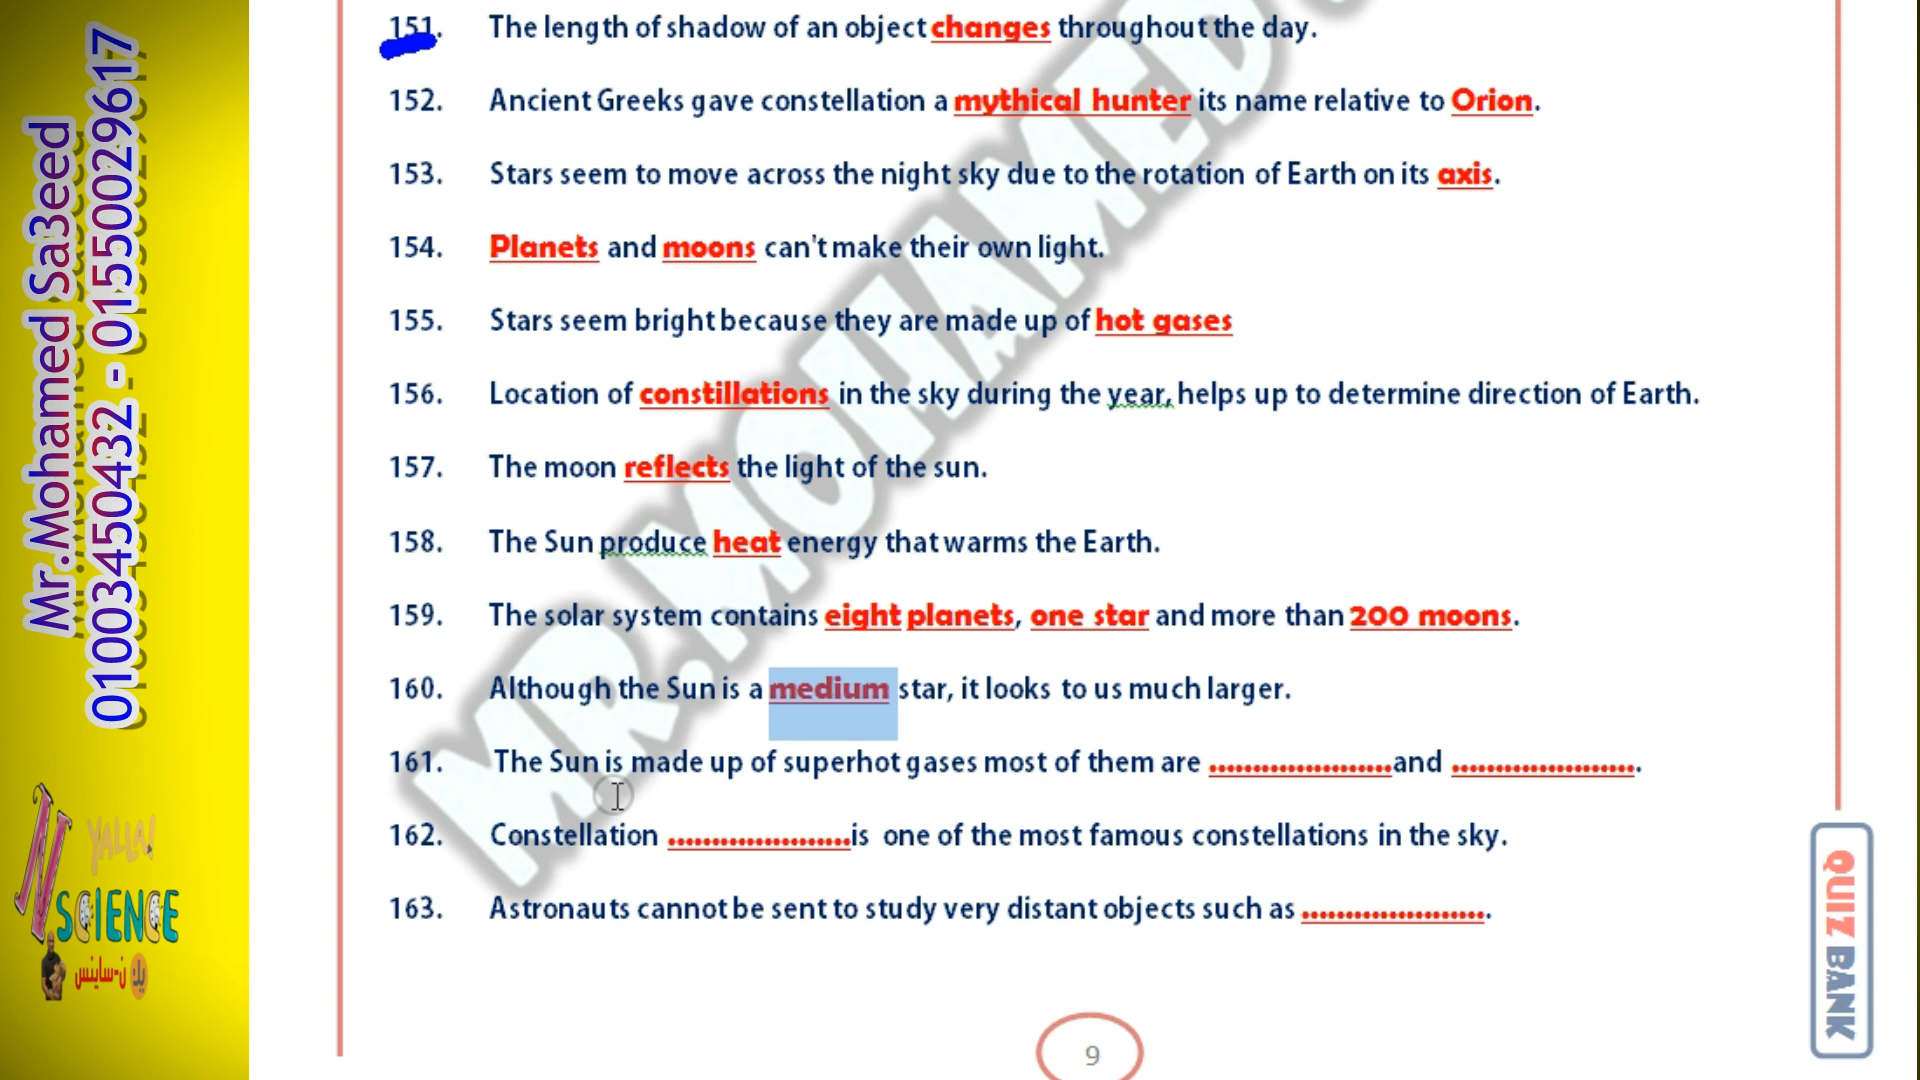 Mr.Mohamed Sa3eed
01003450432 - 01550029617
YALLA!
N
SCIENCE
يلا ن-ساينس
MR.MOHAMED
151. The length of shadow of an object changes throughout the day.
152. Ancient Greeks gave constellation a mythical hunter its name relative to Orion.
153. Stars seem to move across the night sky due to the rotation of Earth on its axis.
154. Planets and moons can't make their own light.
155. Stars seem bright because they are made up of hot gases
156. Location of constillations in the sky during the year, helps up to determine direction of Earth.
157. The moon reflects the light of the sun.
158. The Sun produce heat energy that warms the Earth.
159. The solar system contains eight planets, one star and more than 200 moons.
160. Although the Sun is a medium star, it looks to us much larger.
161. The Sun is made up of superhot gases most of them are .....................and .....................
162. Constellation .....................is one of the most famous constellations in the sky.
163. Astronauts cannot be sent to study very distant objects such as .....................
QUIZ BANK
9